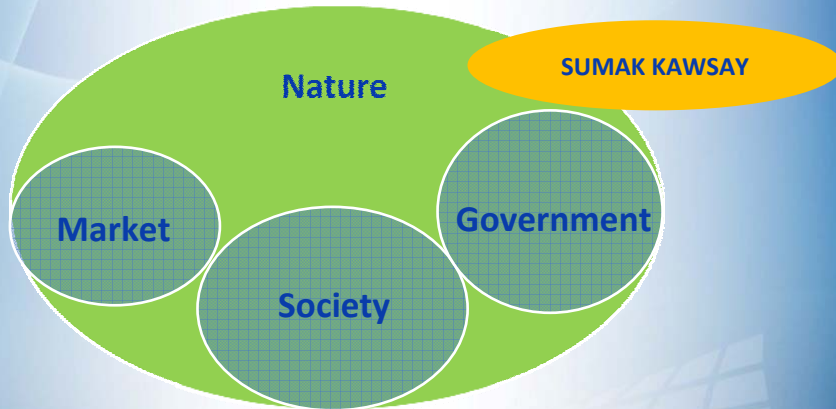 SUMAK KAWSAY
Nature
Market
Government
Society